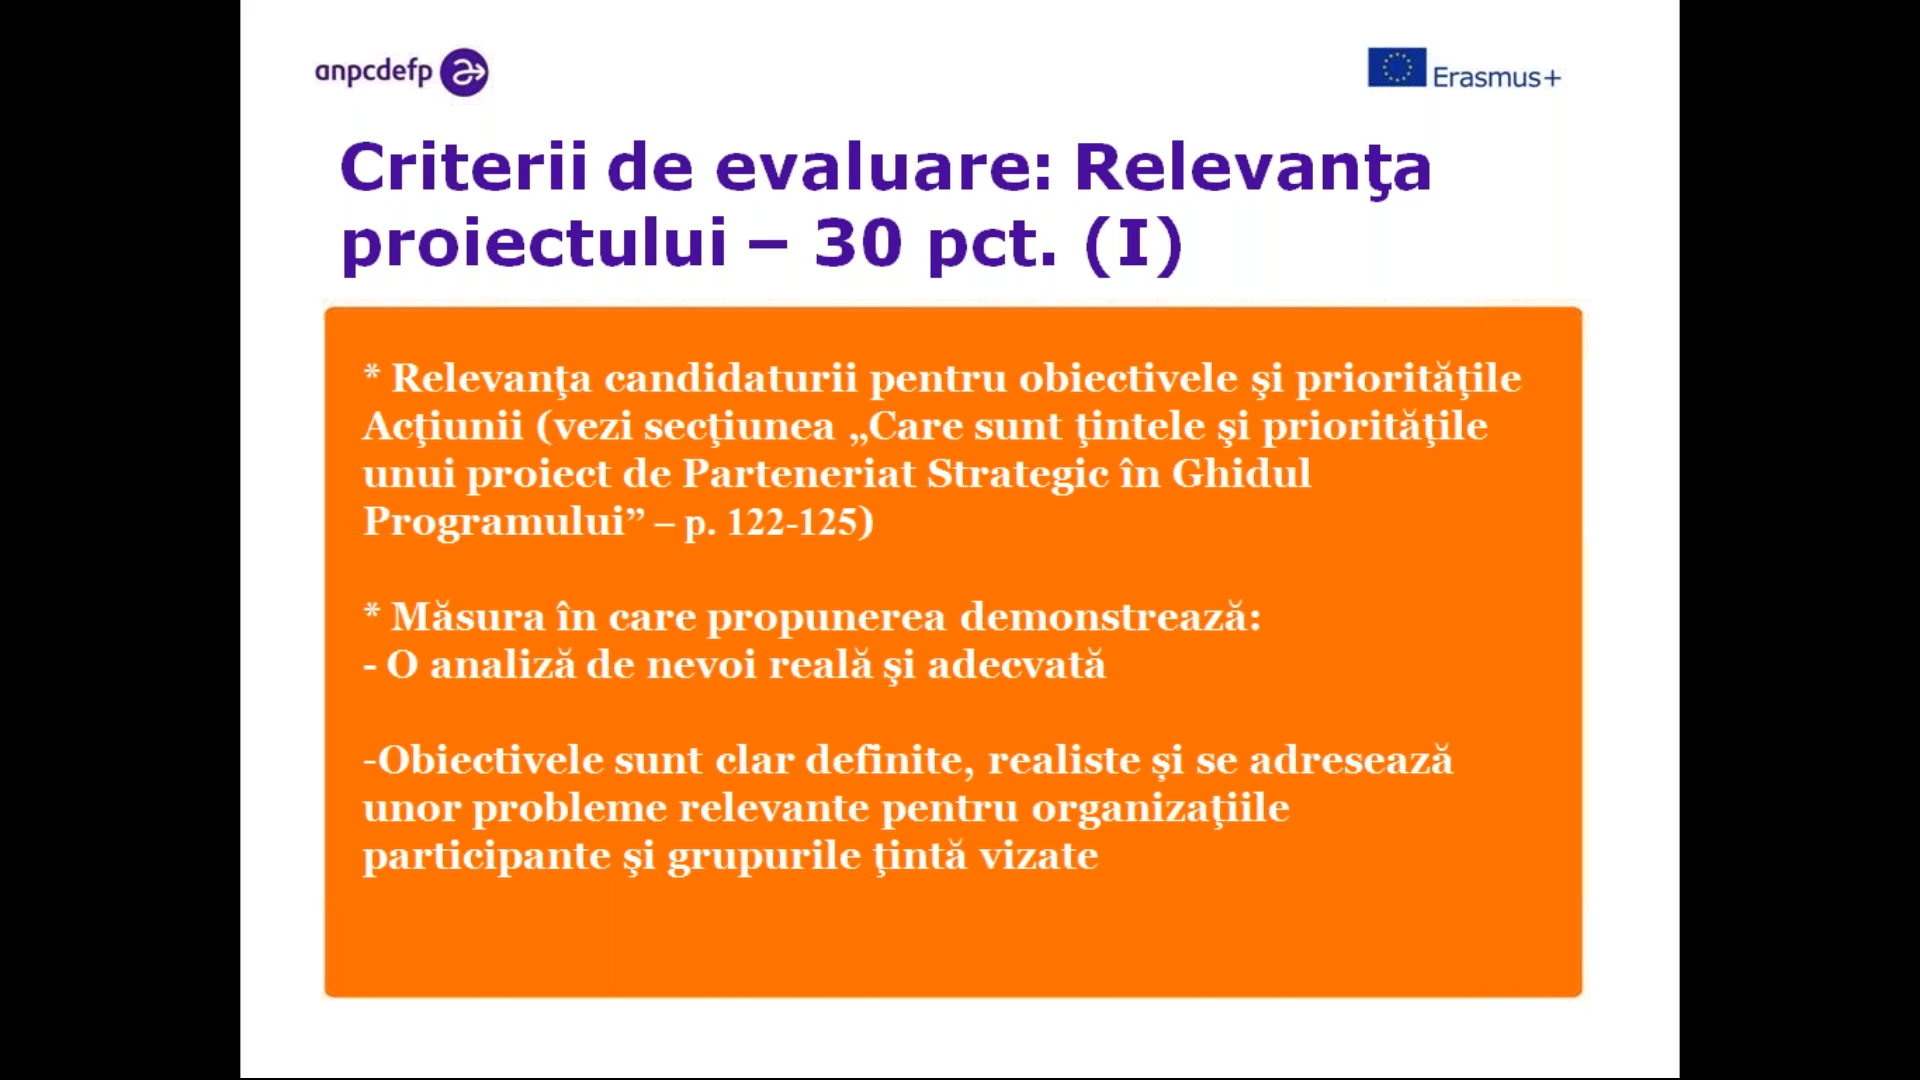 anpcdefp
Erasmus+
Criterii de evaluare: Relevanţa
proiectului – 30 pct. (I)
* Relevanţa candidaturii pentru obiectivele şi priorităţile
Acţiunii (vezi secţiunea „Care sunt ţintele şi priorităţile
unui proiect de Parteneriat Strategic în Ghidul
Programului” – p. 122-125)
* Măsura în care propunerea demonstrează:
- O analiză de nevoi reală şi adecvată
-Obiectivele sunt clar definite, realiste și se adresează
unor probleme relevante pentru organizaţiile
participante şi grupurile ţintă vizate